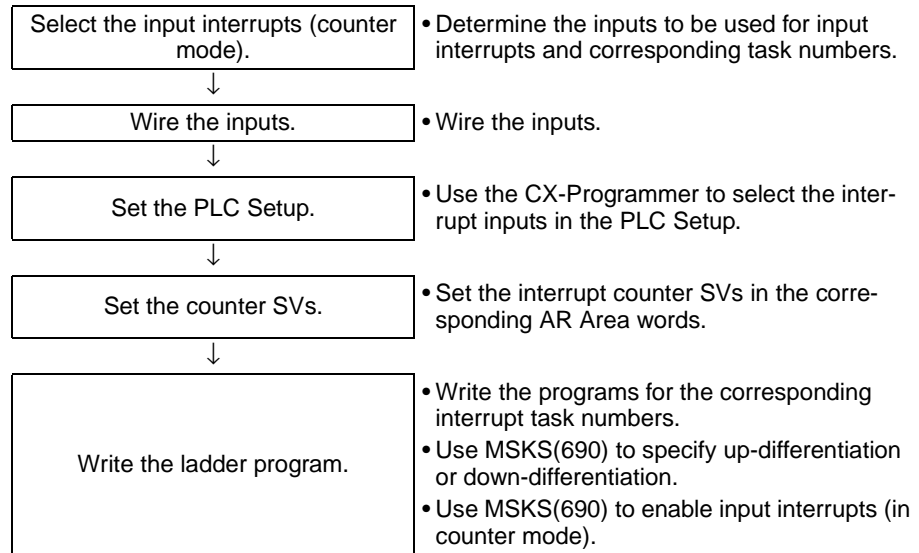 Select the input interrupts (counter
mode).
• Determine the inputs to be used for input
interrupts and corresponding task numbers.
↓
Wire the inputs.
• Wire the inputs.
↓
Set the PLC Setup.
• Use the CX-Programmer to select the inter-
rupt inputs in the PLC Setup.
↓
Set the counter SVs.
• Set the interrupt counter SVs in the corre-
sponding AR Area words.
↓
Write the ladder program.
• Write the programs for the corresponding
interrupt task numbers.
• Use MSKS(690) to specify up-differentiation
or down-differentiation.
• Use MSKS(690) to enable input interrupts (in
counter mode).